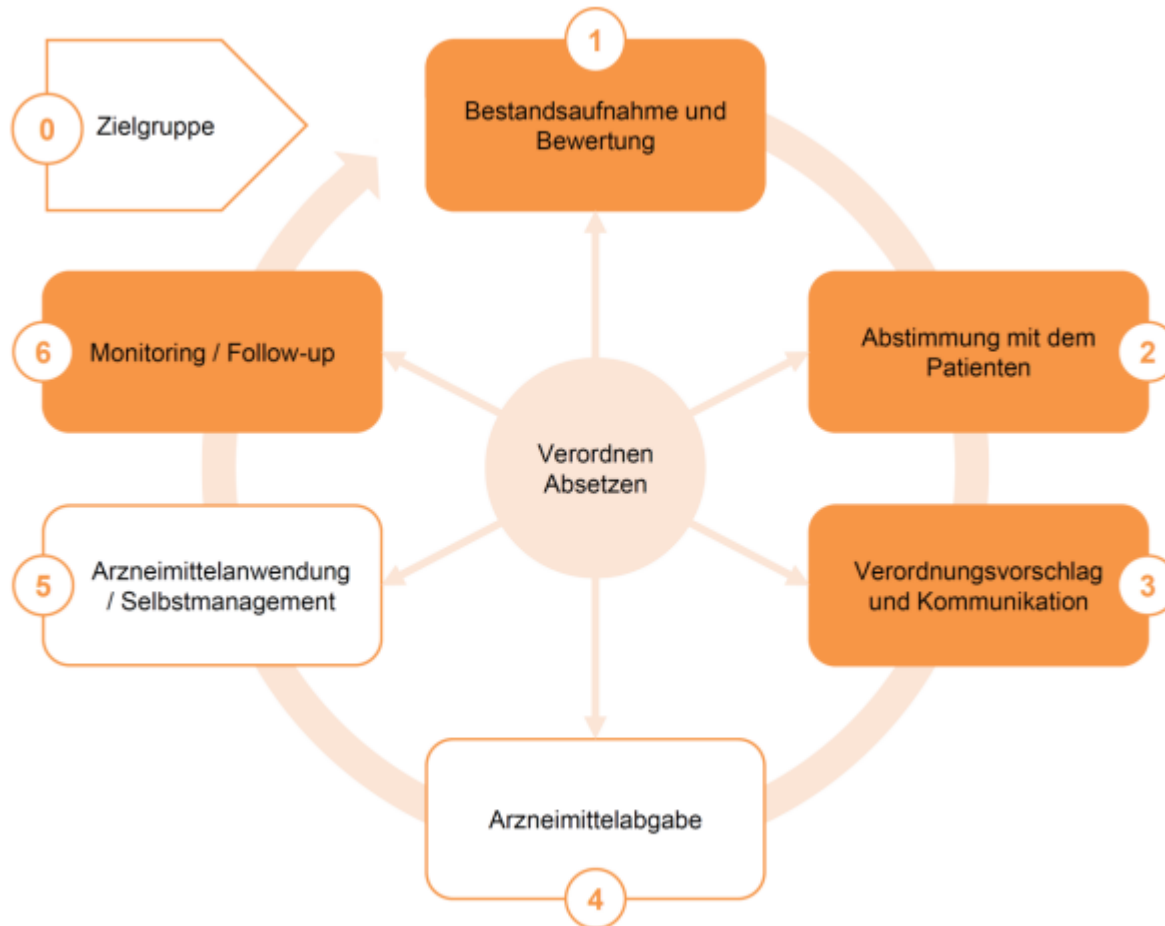 0
Zielgruppe
1
Bestandsaufnahme und
Bewertung
2
Abstimmung mit dem
Patienten
3
Verordnungsvorschlag
und Kommunikation
4
Arzneimittelabgabe
5
Arzneimittelanwendung
/ Selbstmanagement
6
Monitoring / Follow-up
Verordnen
Absetzen